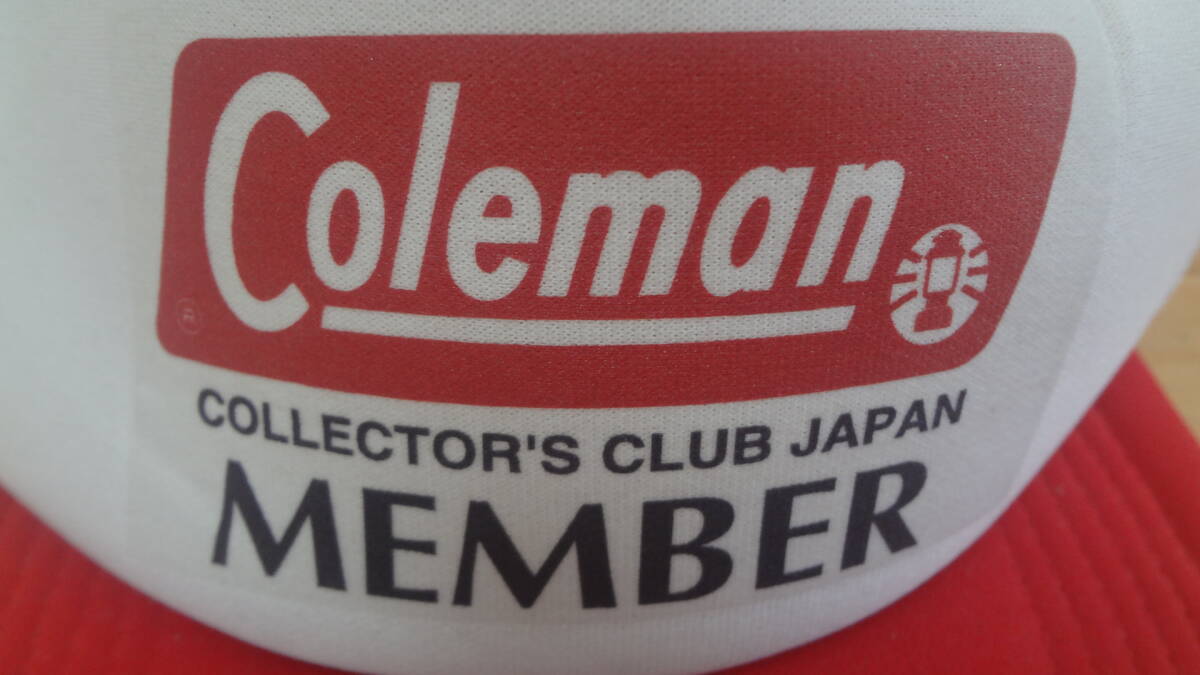 Coleman
®
COLLECTOR'S CLUB JAPAN
MEMBER